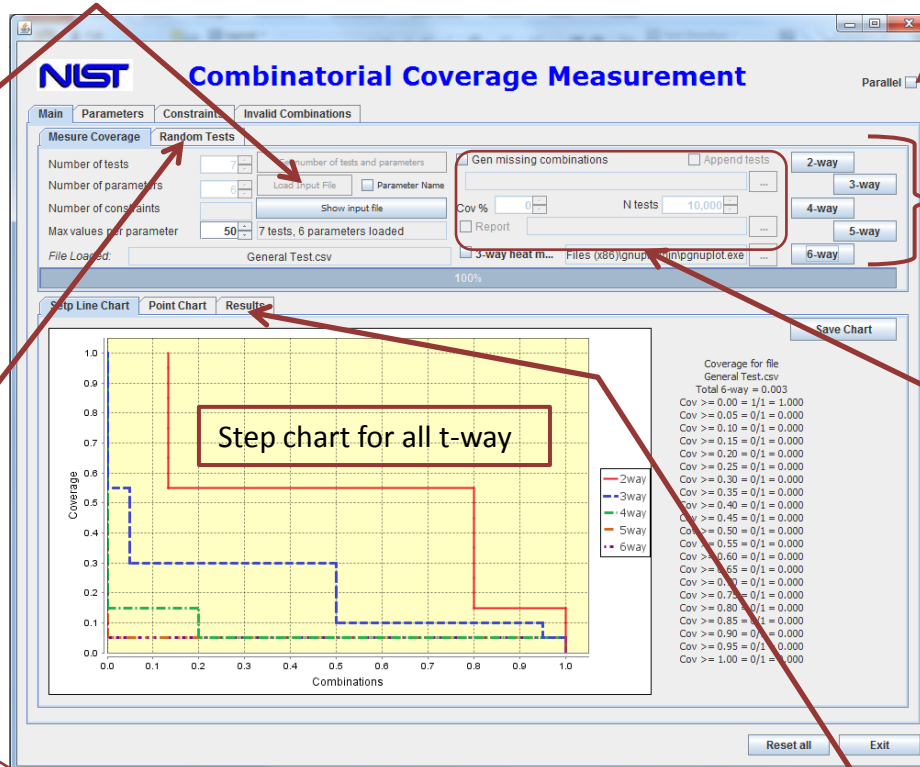 NIST
Combinatorial Coverage Measurement
Parallel
Main Parameters Constraints Invalid Combinations
Mesure Coverage Random Tests
Number of tests 7 number of tests and parameters
Number of parameters 6 Load Input File Parameter Name
Number of constraints Show input file
Max values per parameter 50 7 tests, 6 parameters loaded
File Loaded: General Test.csv
Gen missing combinations Append tests
...
Cov % 0 N tests 10,000
Report ...
3-way heat m... Files (x86)\gnuplot\bin\pgnuplot.exe ...
2-way
3-way
4-way
5-way
6-way
100%
Setp Line Chart Point Chart Results
Save Chart
Step chart for all t-way
Coverage
1.0
0.9
0.8
0.7
0.6
0.5
0.4
0.3
0.2
0.1
0.0
0.0 0.1 0.2 0.3 0.4 0.5 0.6 0.7 0.8 0.9 1.0
Combinations
2way
3way
4way
5way
6way
Coverage for file
General Test.csv
Total 6-way = 0.003
Cov >= 0.00 = 1/1 = 1.000
Cov >= 0.05 = 0/1 = 0.000
Cov >= 0.10 = 0/1 = 0.000
Cov >= 0.15 = 0/1 = 0.000
Cov >= 0.20 = 0/1 = 0.000
Cov >= 0.25 = 0/1 = 0.000
Cov >= 0.30 = 0/1 = 0.000
Cov >= 0.35 = 0/1 = 0.000
Cov >= 0.40 = 0/1 = 0.000
Cov >= 0.45 = 0/1 = 0.000
Cov >= 0.50 = 0/1 = 0.000
Cov >= 0.55 = 0/1 = 0.000
Cov >= 0.60 = 0/1 = 0.000
Cov >= 0.65 = 0/1 = 0.000
Cov >= 0.70 = 0/1 = 0.000
Cov >= 0.75 = 0/1 = 0.000
Cov >= 0.80 = 0/1 = 0.000
Cov >= 0.85 = 0/1 = 0.000
Cov >= 0.90 = 0/1 = 0.000
Cov >= 0.95 = 0/1 = 0.000
Cov >= 1.00 = 0/1 = 0.000
Reset all Exit